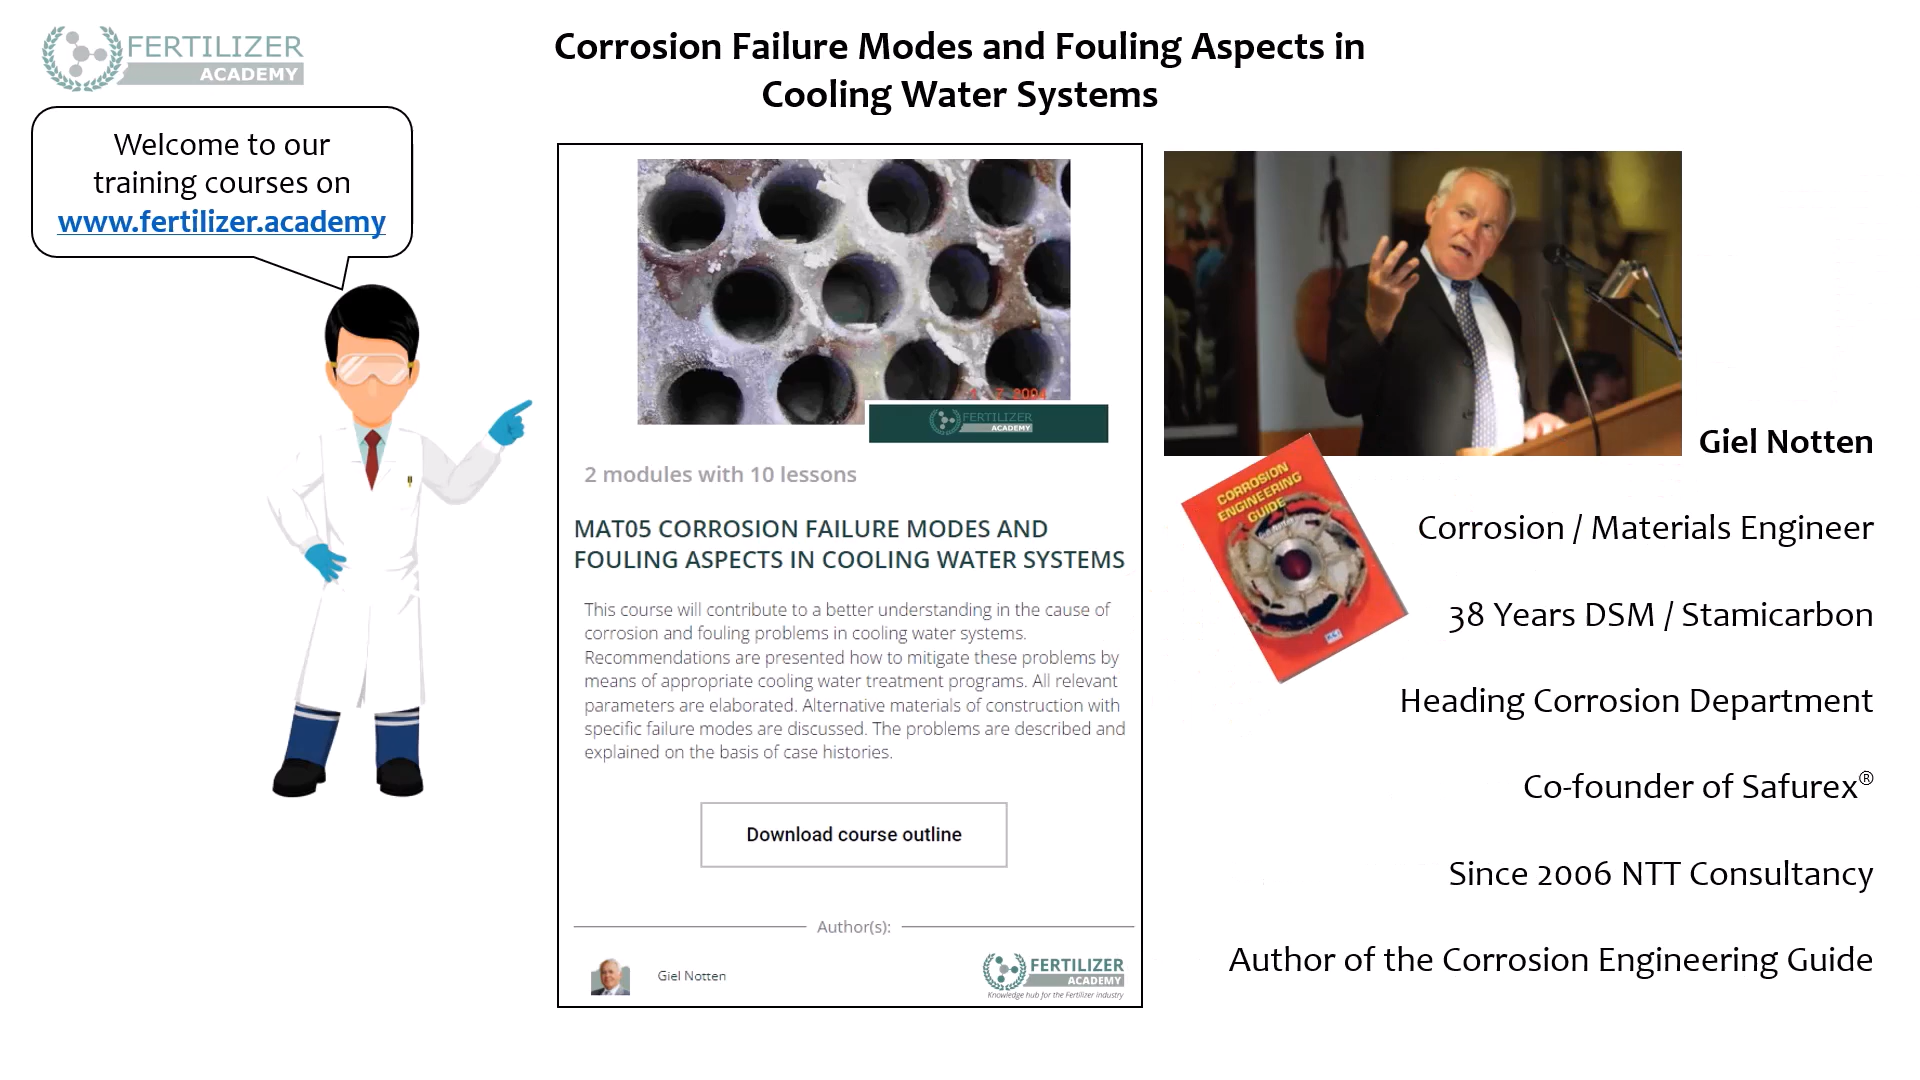 FERTILIZER
ACADEMY
Corrosion Failure Modes and Fouling Aspects in
Cooling Water Systems
Welcome to our
training courses on
www.fertilizer.academy
7 2004
FERTILIZER
ACADEMY
2 modules with 10 lessons
MAT05 CORROSION FAILURE MODES AND
FOULING ASPECTS IN COOLING WATER SYSTEMS
This course will contribute to a better understanding in the cause of
corrosion and fouling problems in cooling water systems.
Recommendations are presented how to mitigate these problems by
means of appropriate cooling water treatment programs. All relevant
parameters are elaborated. Alternative materials of construction with
specific failure modes are discussed. The problems are described and
explained on the basis of case histories.
Download course outline
Author(s):
Giel Notten
FERTILIZER
ACADEMY
Knowledge hub for the Fertilizer industry
CORROSION
ENGINEERING
GUIDE
Giel Notten
Corrosion / Materials Engineer
38 Years DSM / Stamicarbon
Heading Corrosion Department
Co-founder of Safurex®
Since 2006 NTT Consultancy
Author of the Corrosion Engineering Guide